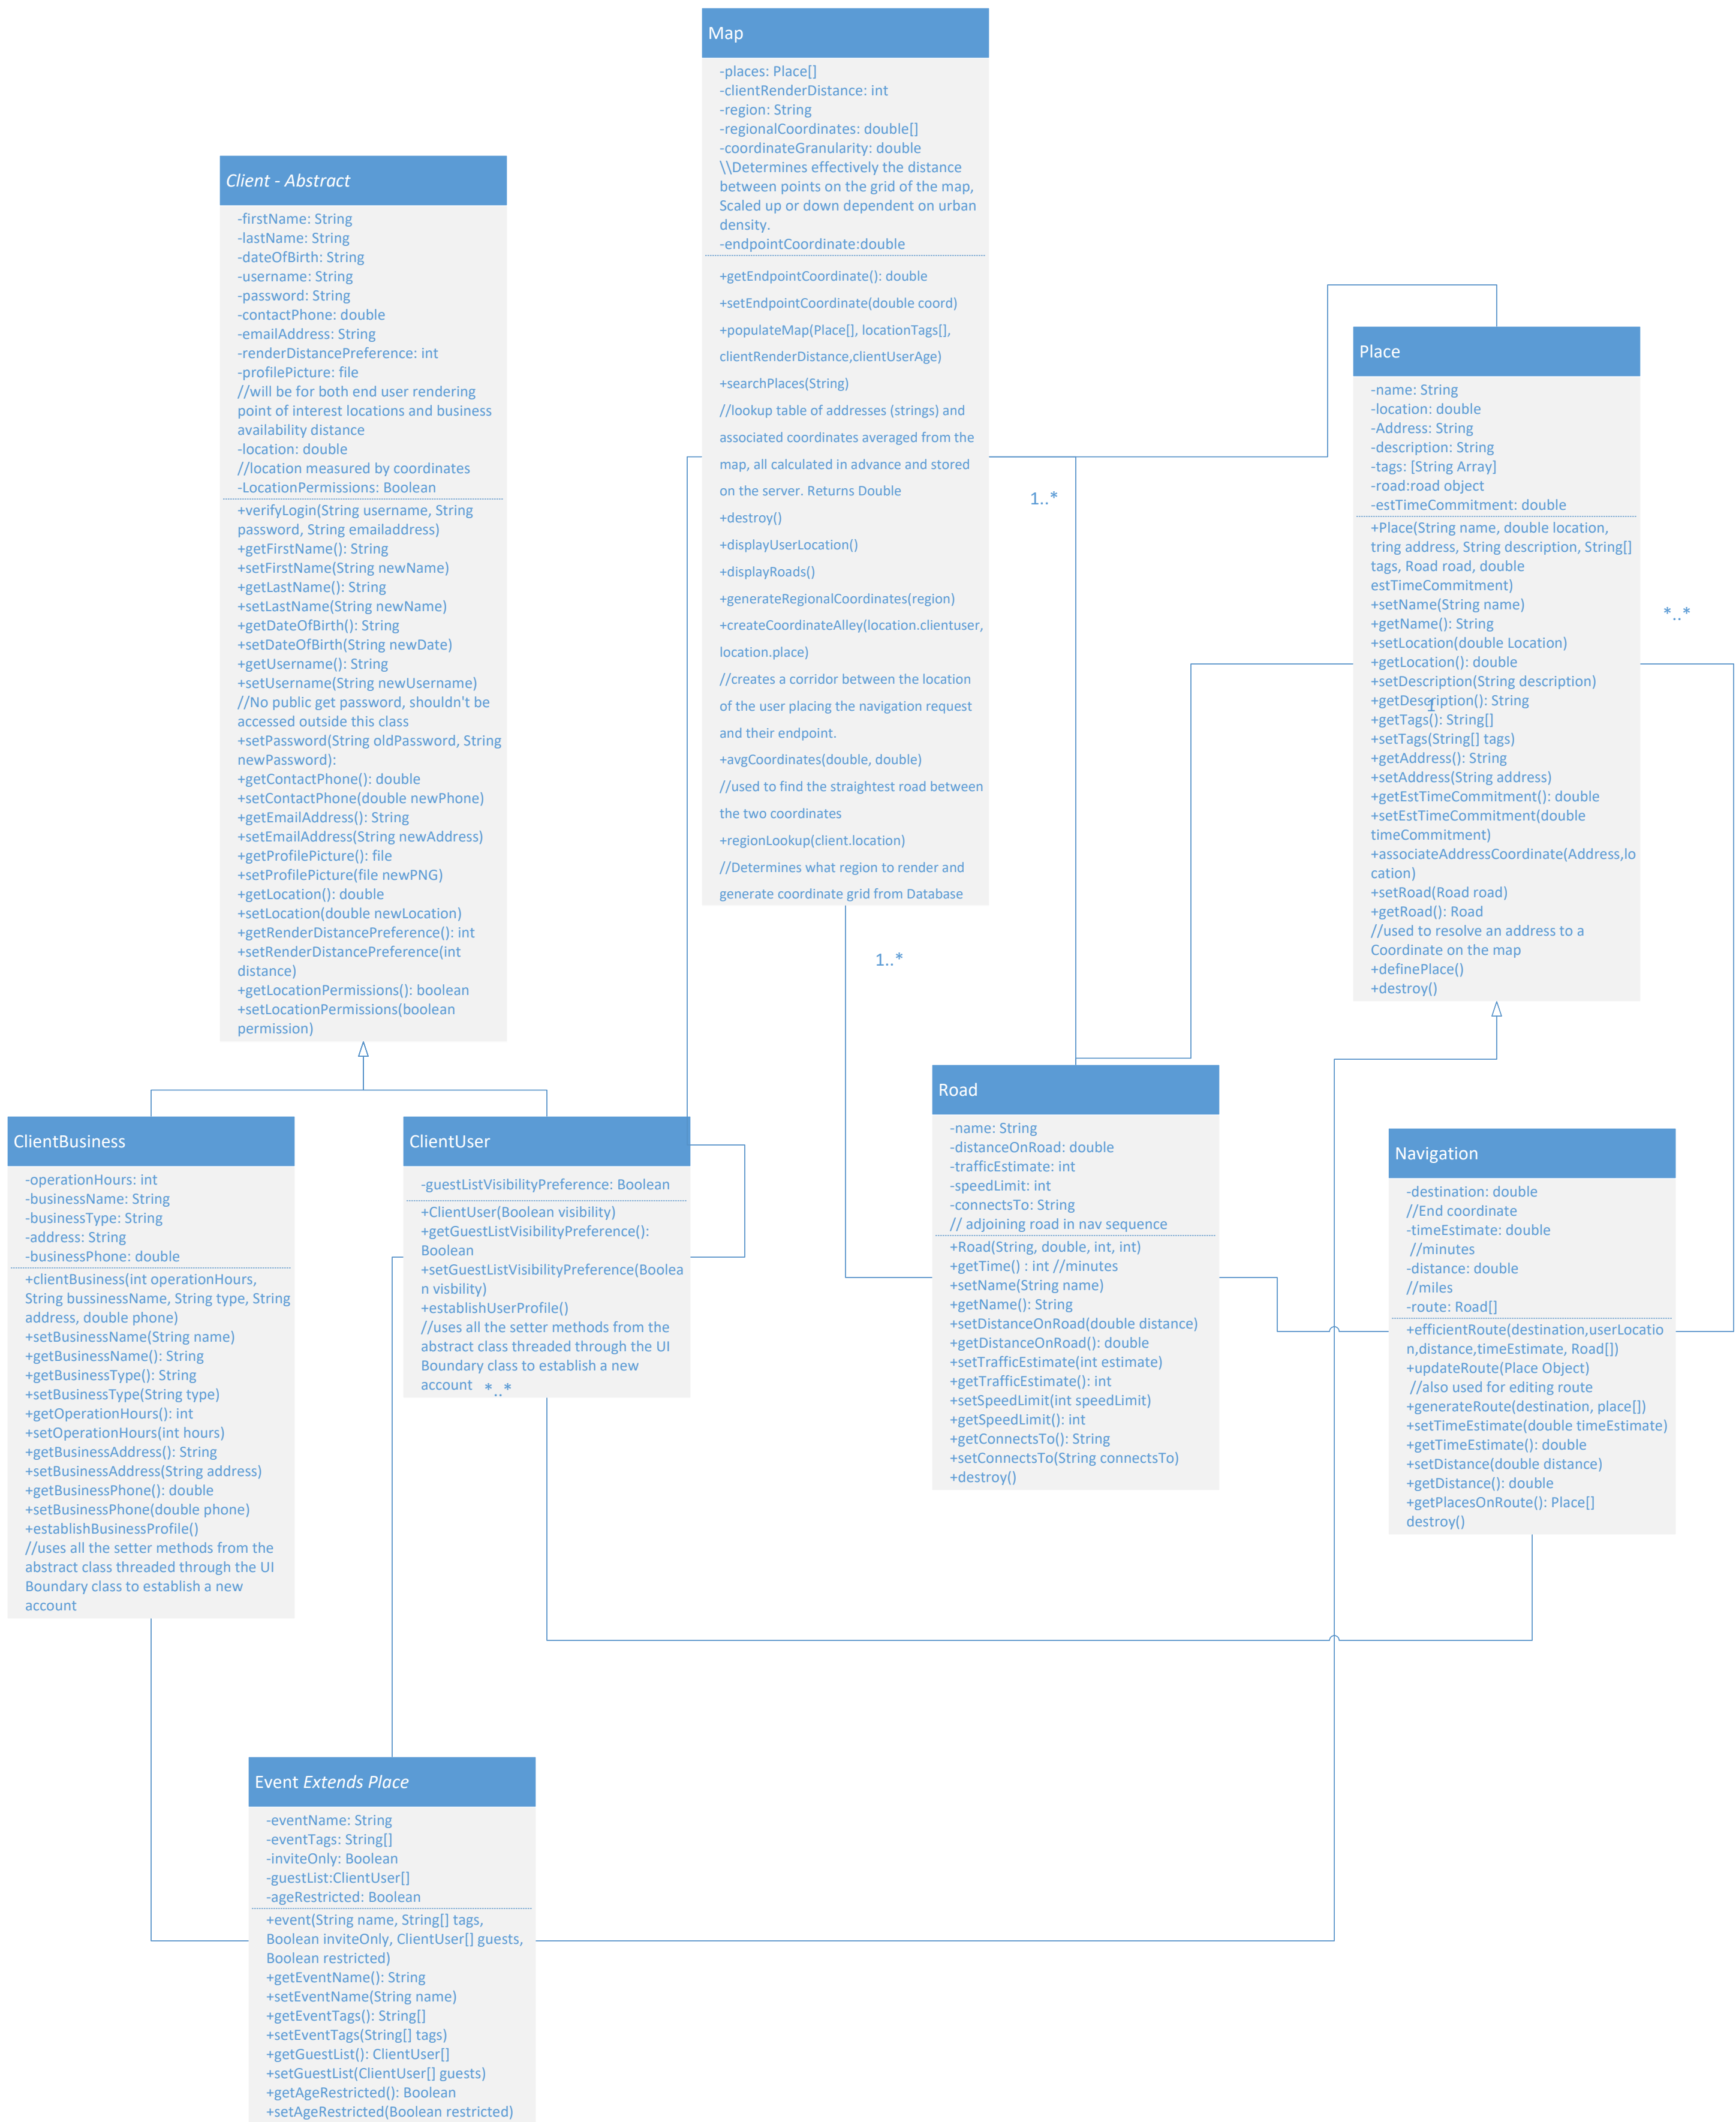 Map
-places: Place[]
-clientRenderDistance: int
-region: String
-regionalCoordinates: double[]
-coordinateGranularity: double
\\Determines effectively the distance
between points on the grid of the map,
Scaled up or down dependent on urban
density.
-endpointCoordinate:double
+getEndpointCoordinate(): double
+setEndpointCoordinate(double coord)
+populateMap(Place[], locationTags[],
clientRenderDistance,clientUserAge)
+searchPlaces(String)
//lookup table of addresses (strings) and
associated coordinates averaged from the
map, all calculated in advance and stored
on the server. Returns Double
+destroy()
+displayUserLocation()
+displayRoads()
+generateRegionalCoordinates(region)
+createCoordinateAlley(location.clientuser,
location.place)
//creates a corridor between the location
of the user placing the navigation request
and their endpoint.
+avgCoordinates(double, double)
//used to find the straightest road between
the two coordinates
+regionLookup(client.location)
//Determines what region to render and
generate coordinate grid from Database
Client - Abstract
-firstName: String
-lastName: String
-dateOfBirth: String
-username: String
-password: String
-contactPhone: double
-emailAddress: String
-renderDistancePreference: int
-profilePicture: file
//will be for both end user rendering
point of interest locations and business
availability distance
-location: double
//location measured by coordinates
-LocationPermissions: Boolean
+verifyLogin(String username, String
password, String emailaddress)
+getFirstName(): String
+setFirstName(String newName)
+getLastName(): String
+setLastName(String newName)
+getDateOfBirth(): String
+setDateOfBirth(String newDate)
+getUsername(): String
+setUsername(String newUsername)
//No public get password, shouldn't be
accessed outside this class
+setPassword(String oldPassword, String
newPassword):
+getContactPhone(): double
+setContactPhone(double newPhone)
+getEmailAddress(): String
+setEmailAddress(String newAddress)
+getProfilePicture(): file
+setProfilePicture(file newPNG)
+getLocation(): double
+setLocation(double newLocation)
+getRenderDistancePreference(): int
+setRenderDistancePreference(int
distance)
+getLocationPermissions(): boolean
+setLocationPermissions(boolean
permission)
Place
-name: String
-location: double
-Address: String
-description: String
-tags: [String Array]
-road:road object
-estTimeCommitment: double
+Place(String name, double location,
tring address, String description, String[]
tags, Road road, double
estTimeCommitment)
+setName(String name)
+getName(): String
+setLocation(double Location)
+getLocation(): double
+setDescription(String description)
+getDescription(): String
+getTags(): String[]
+setTags(String[] tags)
+getAddress(): String
+setAddress(String address)
+getEstTimeCommitment(): double
+setEstTimeCommitment(double
timeCommitment)
+associateAddressCoordinate(Address,lo
cation)
+setRoad(Road road)
+getRoad(): Road
//used to resolve an address to a
Coordinate on the map
+definePlace()
+destroy()
1..*
*..*
1
1..*
ClientBusiness
-operationHours: int
-businessName: String
-businessType: String
-address: String
-businessPhone: double
+clientBusiness(int operationHours,
String bussinessName, String type, String
address, double phone)
+setBusinessName(String name)
+getBusinessName(): String
+getBusinessType(): String
+setBusinessType(String type)
+getOperationHours(): int
+setOperationHours(int hours)
+getBusinessAddress(): String
+setBusinessAddress(String address)
+getBusinessPhone(): double
+setBusinessPhone(double phone)
+establishBusinessProfile()
//uses all the setter methods from the
abstract class threaded through the UI
Boundary class to establish a new
account
ClientUser
-guestListVisibilityPreference: Boolean
+ClientUser(Boolean visibility)
+getGuestListVisibilityPreference():
Boolean
+setGuestListVisibilityPreference(Boolea
n visbility)
+establishUserProfile()
//uses all the setter methods from the
abstract class threaded through the UI
Boundary class to establish a new
account
*..*
Road
-name: String
-distanceOnRoad: double
-trafficEstimate: int
-speedLimit: int
-connectsTo: String
// adjoining road in nav sequence
+Road(String, double, int, int)
+getTime() : int //minutes
+setName(String name)
+getName(): String
+setDistanceOnRoad(double distance)
+getDistanceOnRoad(): double
+setTrafficEstimate(int estimate)
+getTrafficEstimate(): int
+setSpeedLimit(int speedLimit)
+getSpeedLimit(): int
+getConnectsTo(): String
+setConnectsTo(String connectsTo)
+destroy()
Navigation
-destination: double
//End coordinate
-timeEstimate: double
//minutes
-distance: double
//miles
-route: Road[]
+efficientRoute(destination,userLocatio
n,distance,timeEstimate, Road[])
+updateRoute(Place Object)
//also used for editing route
+generateRoute(destination, place[])
+setTimeEstimate(double timeEstimate)
+getTimeEstimate(): double
+setDistance(double distance)
+getDistance(): double
+getPlacesOnRoute(): Place[]
destroy()
Event Extends Place
-eventName: String
-eventTags: String[]
-inviteOnly: Boolean
-guestList:ClientUser[]
-ageRestricted: Boolean
+event(String name, String[] tags,
Boolean inviteOnly, ClientUser[] guests,
Boolean restricted)
+getEventName(): String
+setEventName(String name)
+getEventTags(): String[]
+setEventTags(String[] tags)
+getGuestList(): ClientUser[]
+setGuestList(ClientUser[] guests)
+getAgeRestricted(): Boolean
+setAgeRestricted(Boolean restricted)